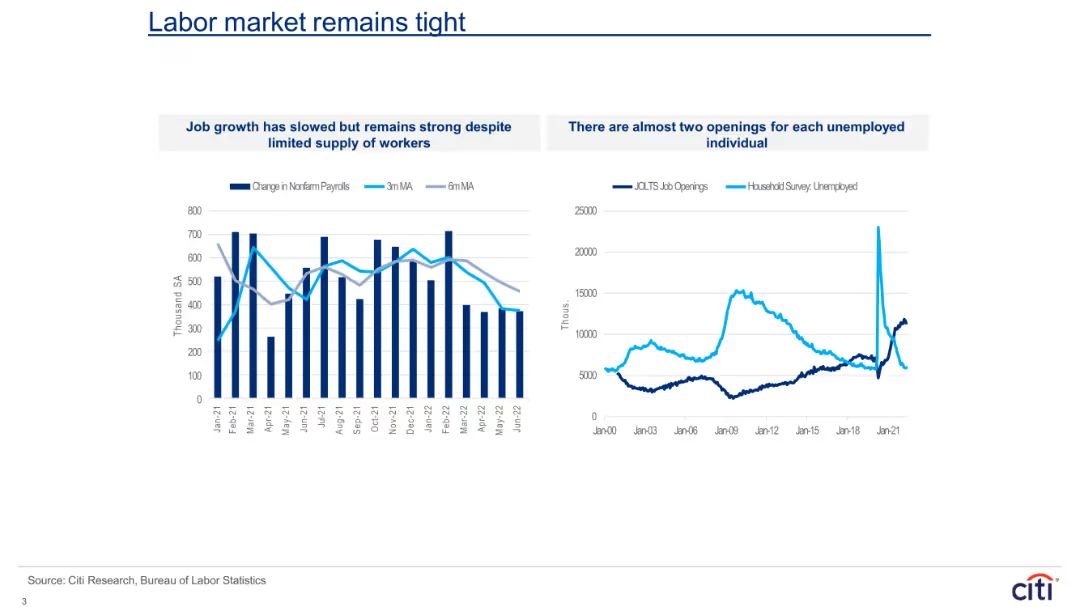 Labor market remains tight
Job growth has slowed but remains strong despite
limited supply of workers
Change in Nonfarm Payrolls
3m MA
6m MA
Thousand SA
800
700
600
500
400
300
200
100
0
Jan-21
Feb-21
Mar-21
Apr-21
May-21
Jun-21
Jul-21
Aug-21
Sep-21
Oct-21
Nov-21
Dec-21
Jan-22
Feb-22
Mar-22
Apr-22
May-22
Jun-22
There are almost two openings for each unemployed
individual
JOLTS Job Openings
Household Survey: Unemployed
Thous.
25000
20000
15000
10000
5000
0
Jan-00
Jan-03
Jan-06
Jan-09
Jan-12
Jan-15
Jan-18
Jan-21
Source: Citi Research, Bureau of Labor Statistics
3
citi